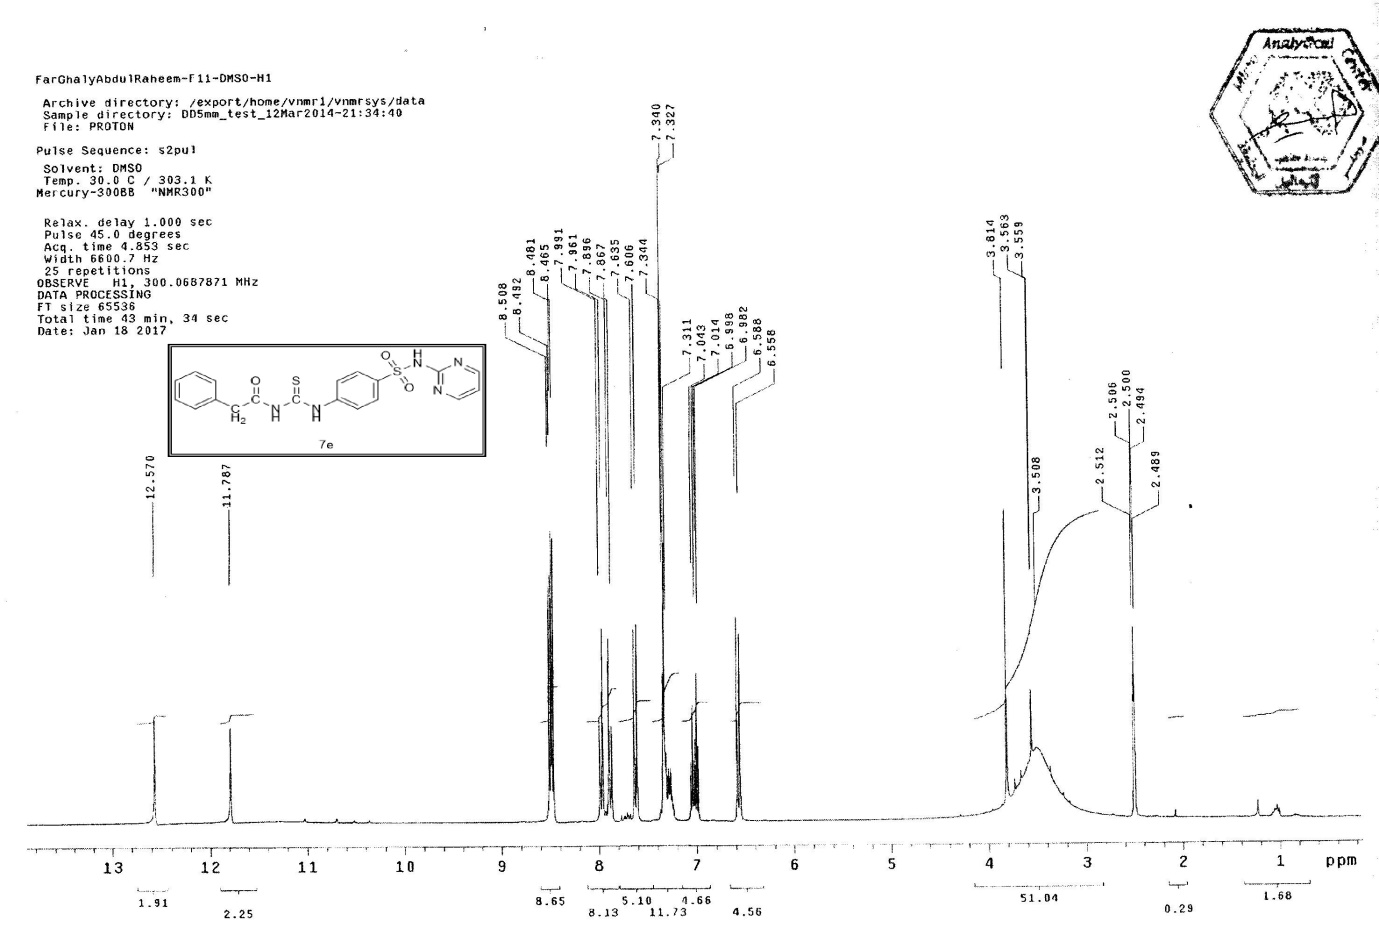 FarGhalyAbdulRaheem-F11-DMSO-H1
Archive directory: /export/home/vnmr1/vnmrsys/data
Sample directory: DD5mm_test_12Mar2014-21:34:40
File: PROTON
Pulse Sequence: s2pul
Solvent: DMSO
Temp. 30.0 C / 303.1 K
Mercury-300BB "NMR300"
Relax. delay 1.000 sec
Pulse 45.0 degrees
Acq. time 4.853 sec
Width 6600.7 Hz
25 repetitions
OBSERVE H1, 300.0687871 MHz
DATA PROCESSING
FT size 65536
Total time 43 min, 34 sec
Date: Jan 18 2017
Analytical
Center
O
S
N
H
N
H
C
H2
O
S
O
H
N
N
N
7e
12.570
11.787
8.508
8.492
8.481
8.465
7.991
7.961
7.896
7.867
7.635
7.606
7.344
7.340
7.327
7.311
7.043
7.014
6.998
6.982
6.588
6.558
3.814
3.563
3.559
3.508
2.512
2.506
2.500
2.494
2.489
13 12 11 10 9 8 7 6 5 4 3 2 1 ppm
1.91
2.25
8.65
8.13
5.10
11.73
4.66
4.56
51.04
0.29
1.68